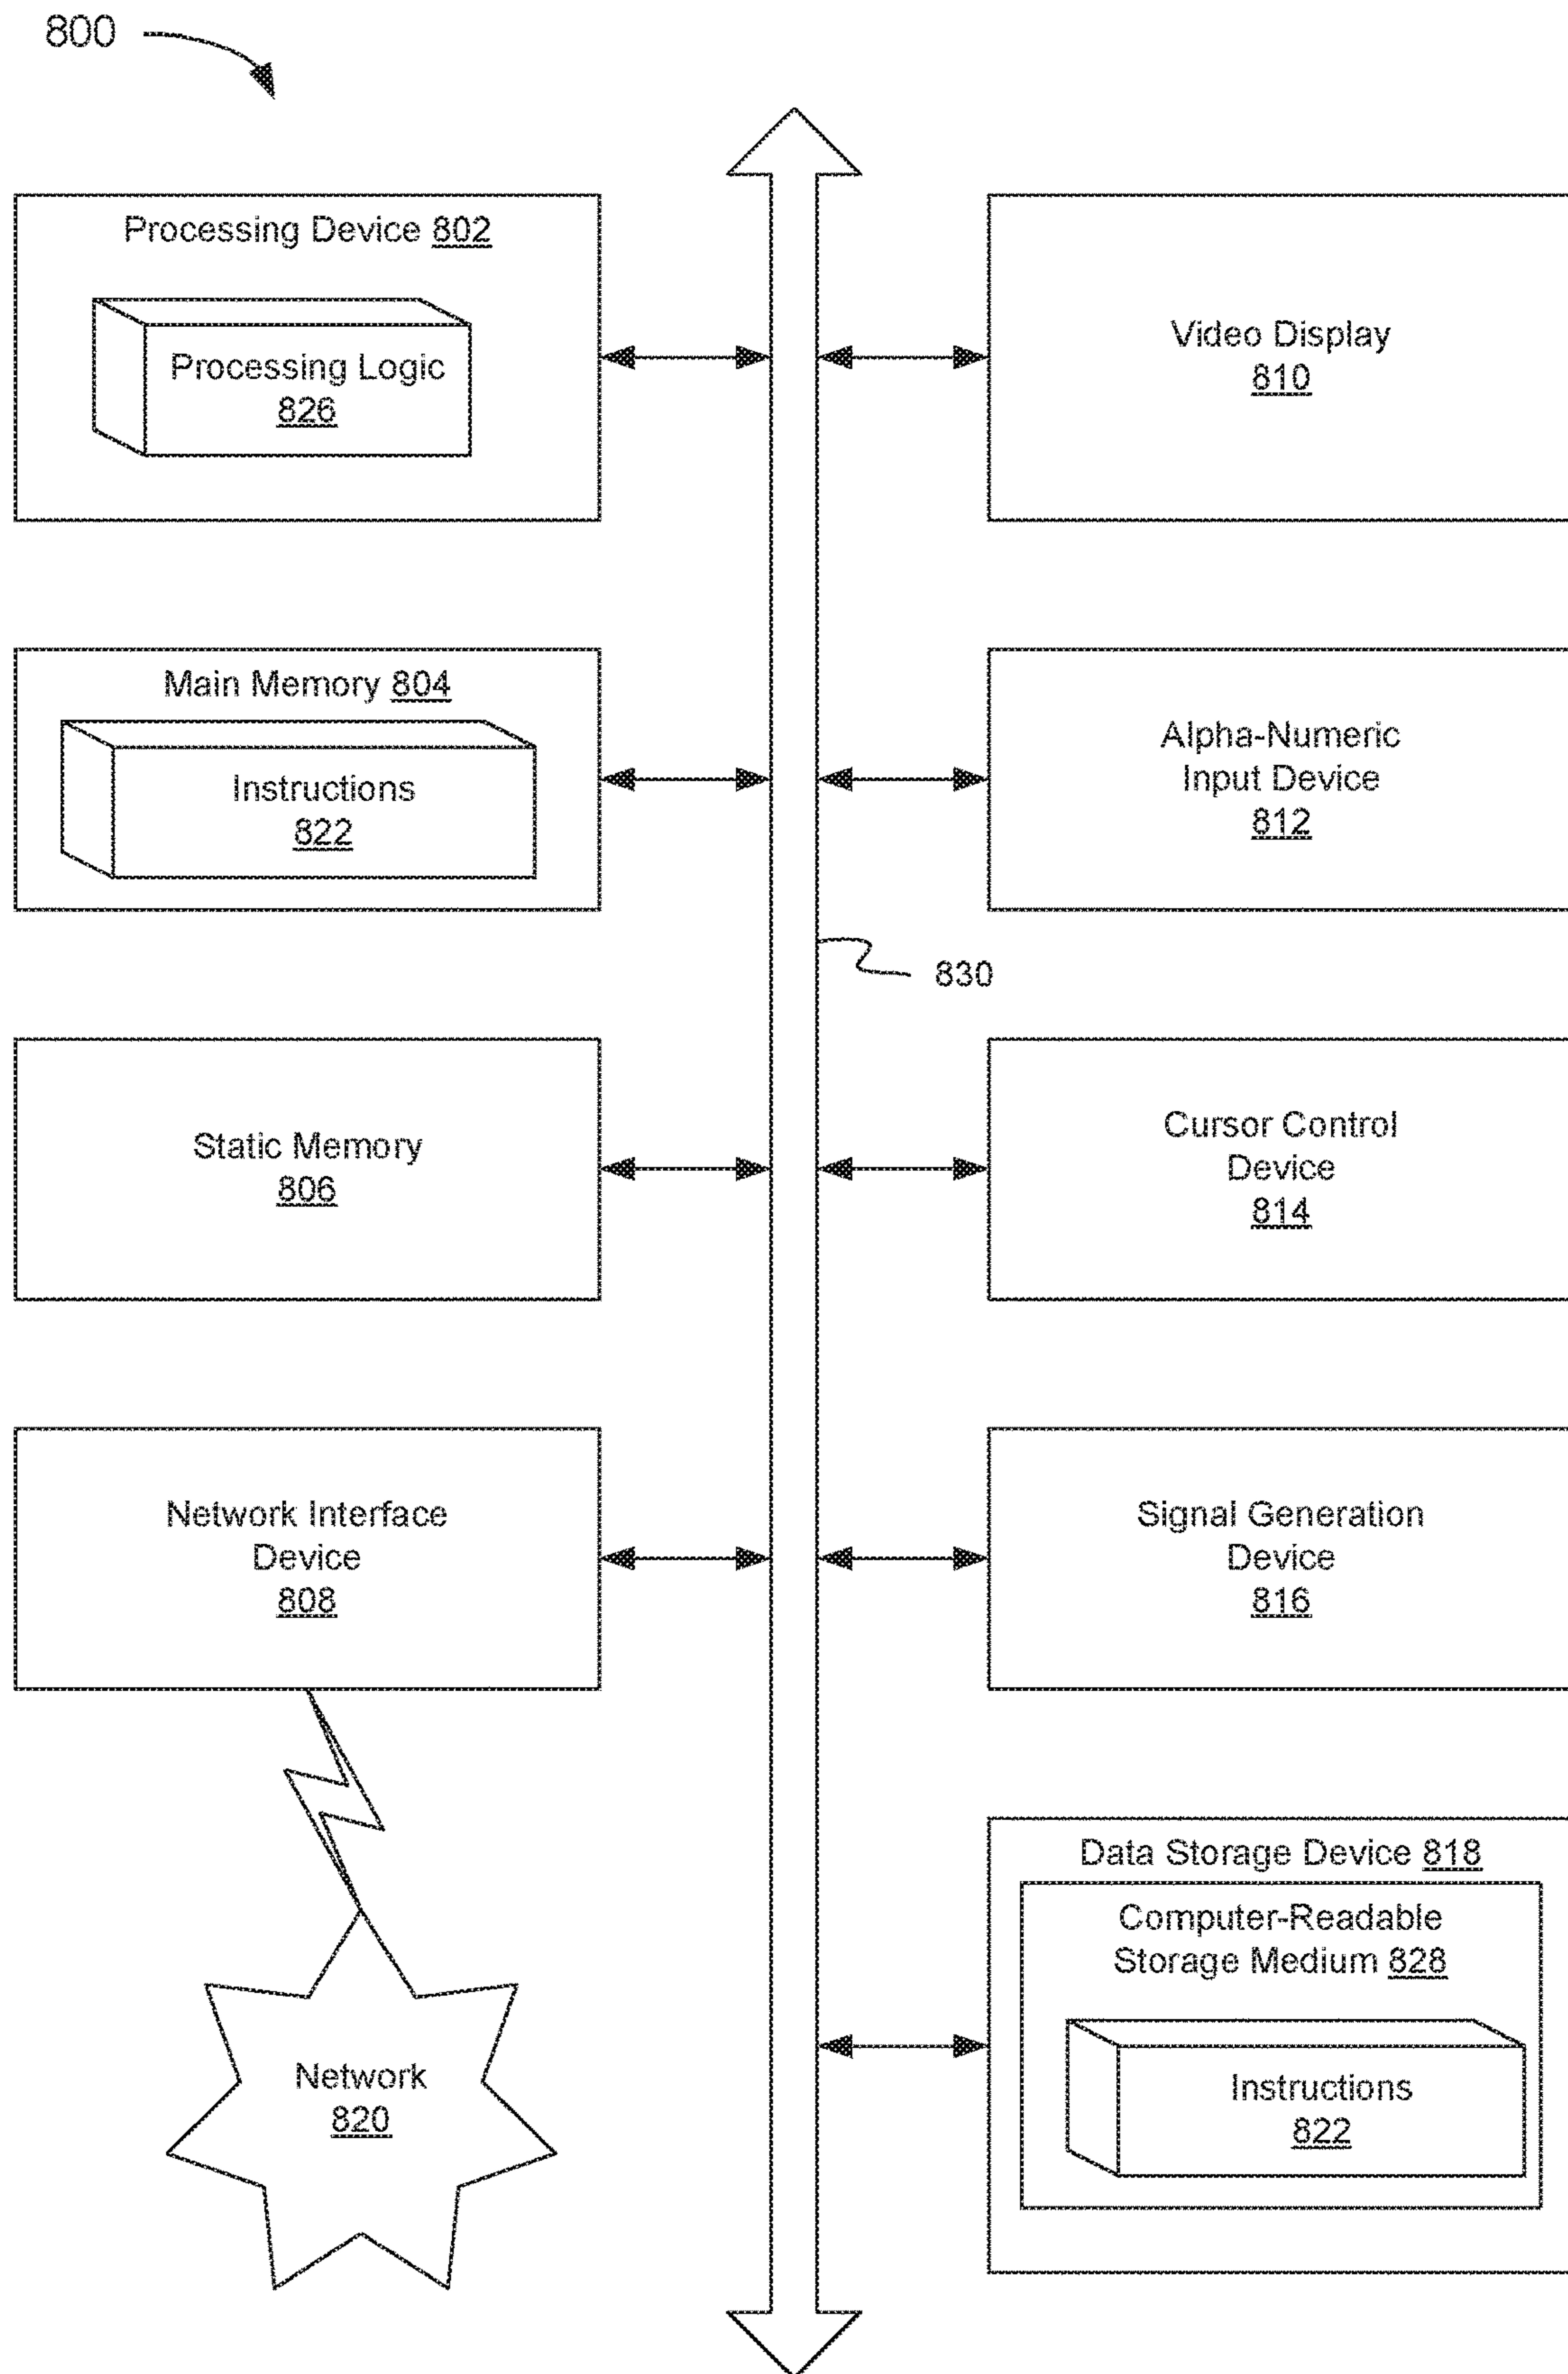 800
Processing Device 802
Processing Logic
826
Video Display
810
Main Memory 804
Instructions
822
Alpha-Numeric
Input Device
812
830
Static Memory
806
Cursor Control
Device
814
Network Interface
Device
808
Signal Generation
Device
816
Data Storage Device 818
Computer-Readable
Storage Medium 828
Instructions
822
Network
820